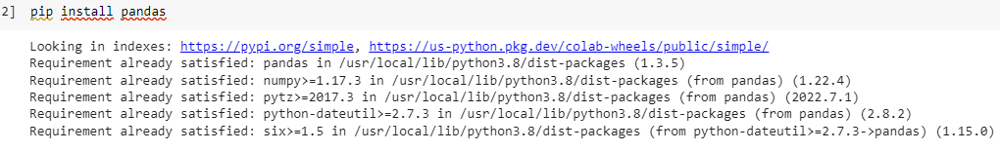 2] pip install pandas
Looking in indexes: https://pypi.org/simple, https://us-python.pkg.dev/colab-wheels/public/simple/
Requirement already satisfied: pandas in /usr/local/lib/python3.8/dist-packages (1.3.5)
Requirement already satisfied: numpy>=1.17.3 in /usr/local/lib/python3.8/dist-packages (from pandas) (1.22.4)
Requirement already satisfied: pytz>=2017.3 in /usr/local/lib/python3.8/dist-packages (from pandas) (2022.7.1)
Requirement already satisfied: python-dateutil>=2.7.3 in /usr/local/lib/python3.8/dist-packages (from pandas) (2.8.2)
Requirement already satisfied: six>=1.5 in /usr/local/lib/python3.8/dist-packages (from python-dateutil>=2.7.3->pandas) (1.15.0)